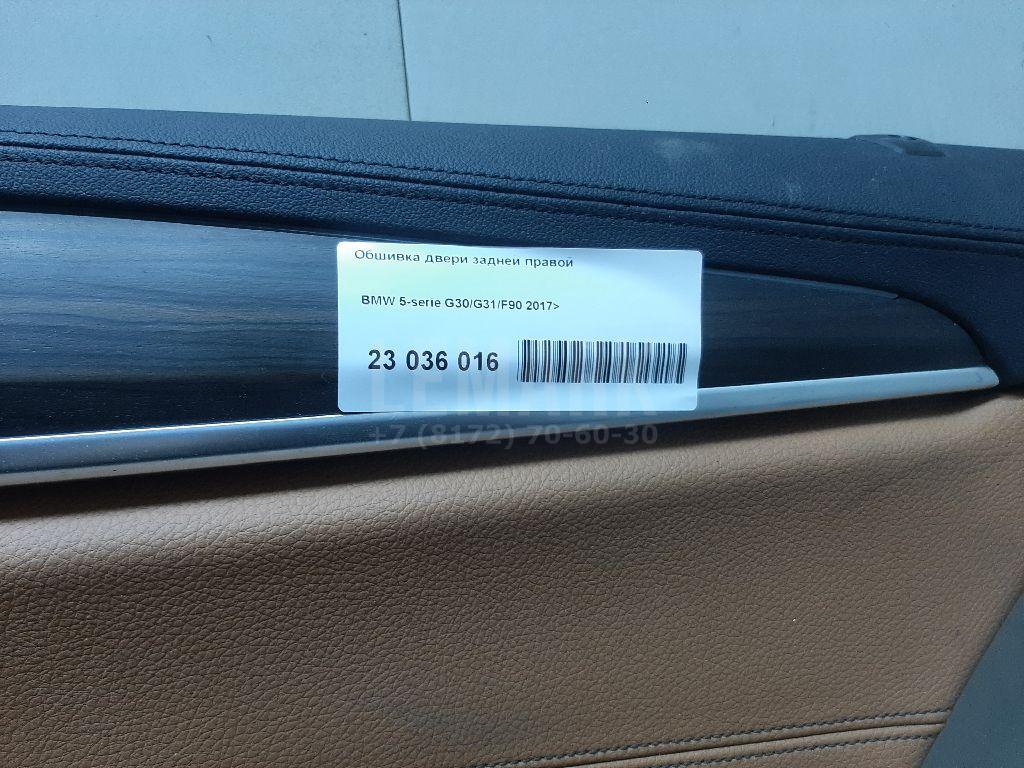 Обшивка двери задней правой
BMW 5-serie G30/G31/F90 2017>
23 036 016
LEMARK
+7 (8172) 70-60-30